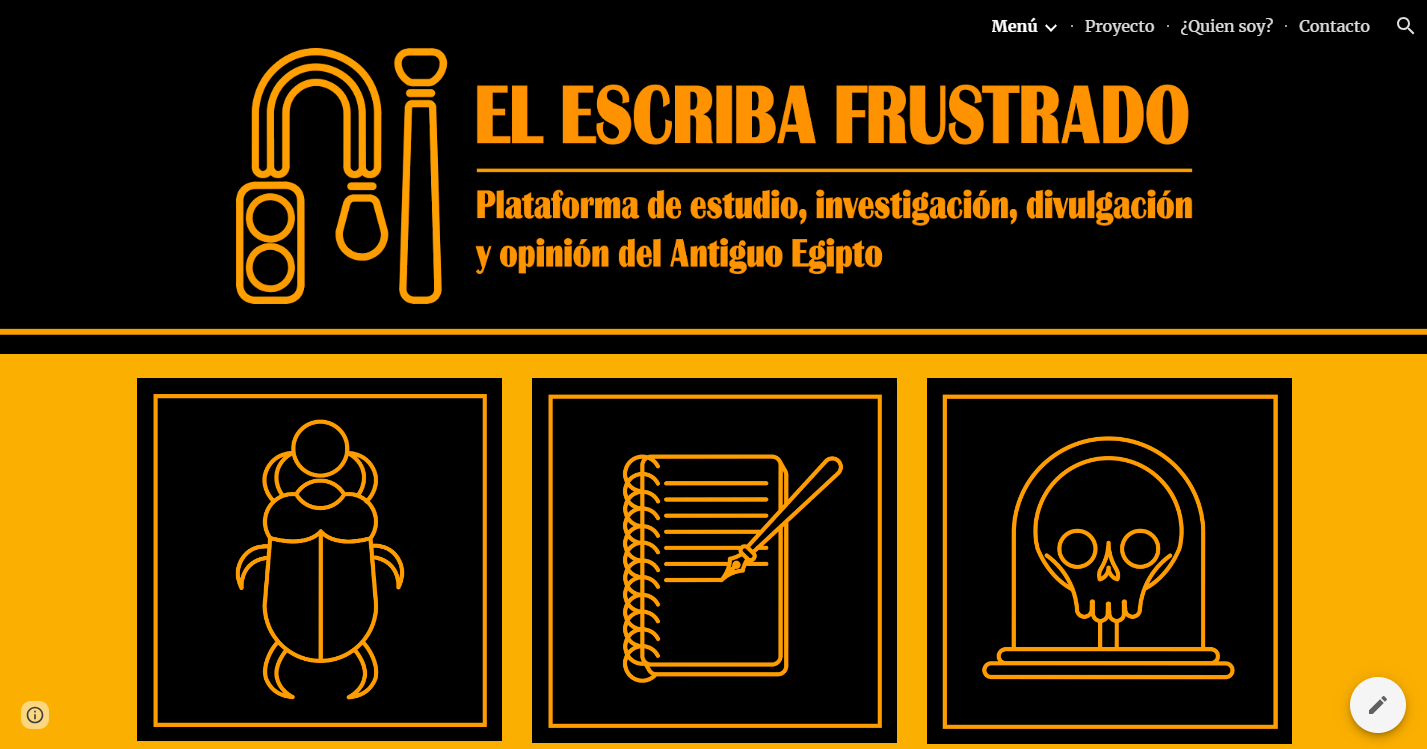 Menú · Proyecto · ¿Quien soy? · Contacto
EL ESCRIBA FRUSTRADO
Plataforma de estudio, investigación, divulgación
y opinión del Antiguo Egipto